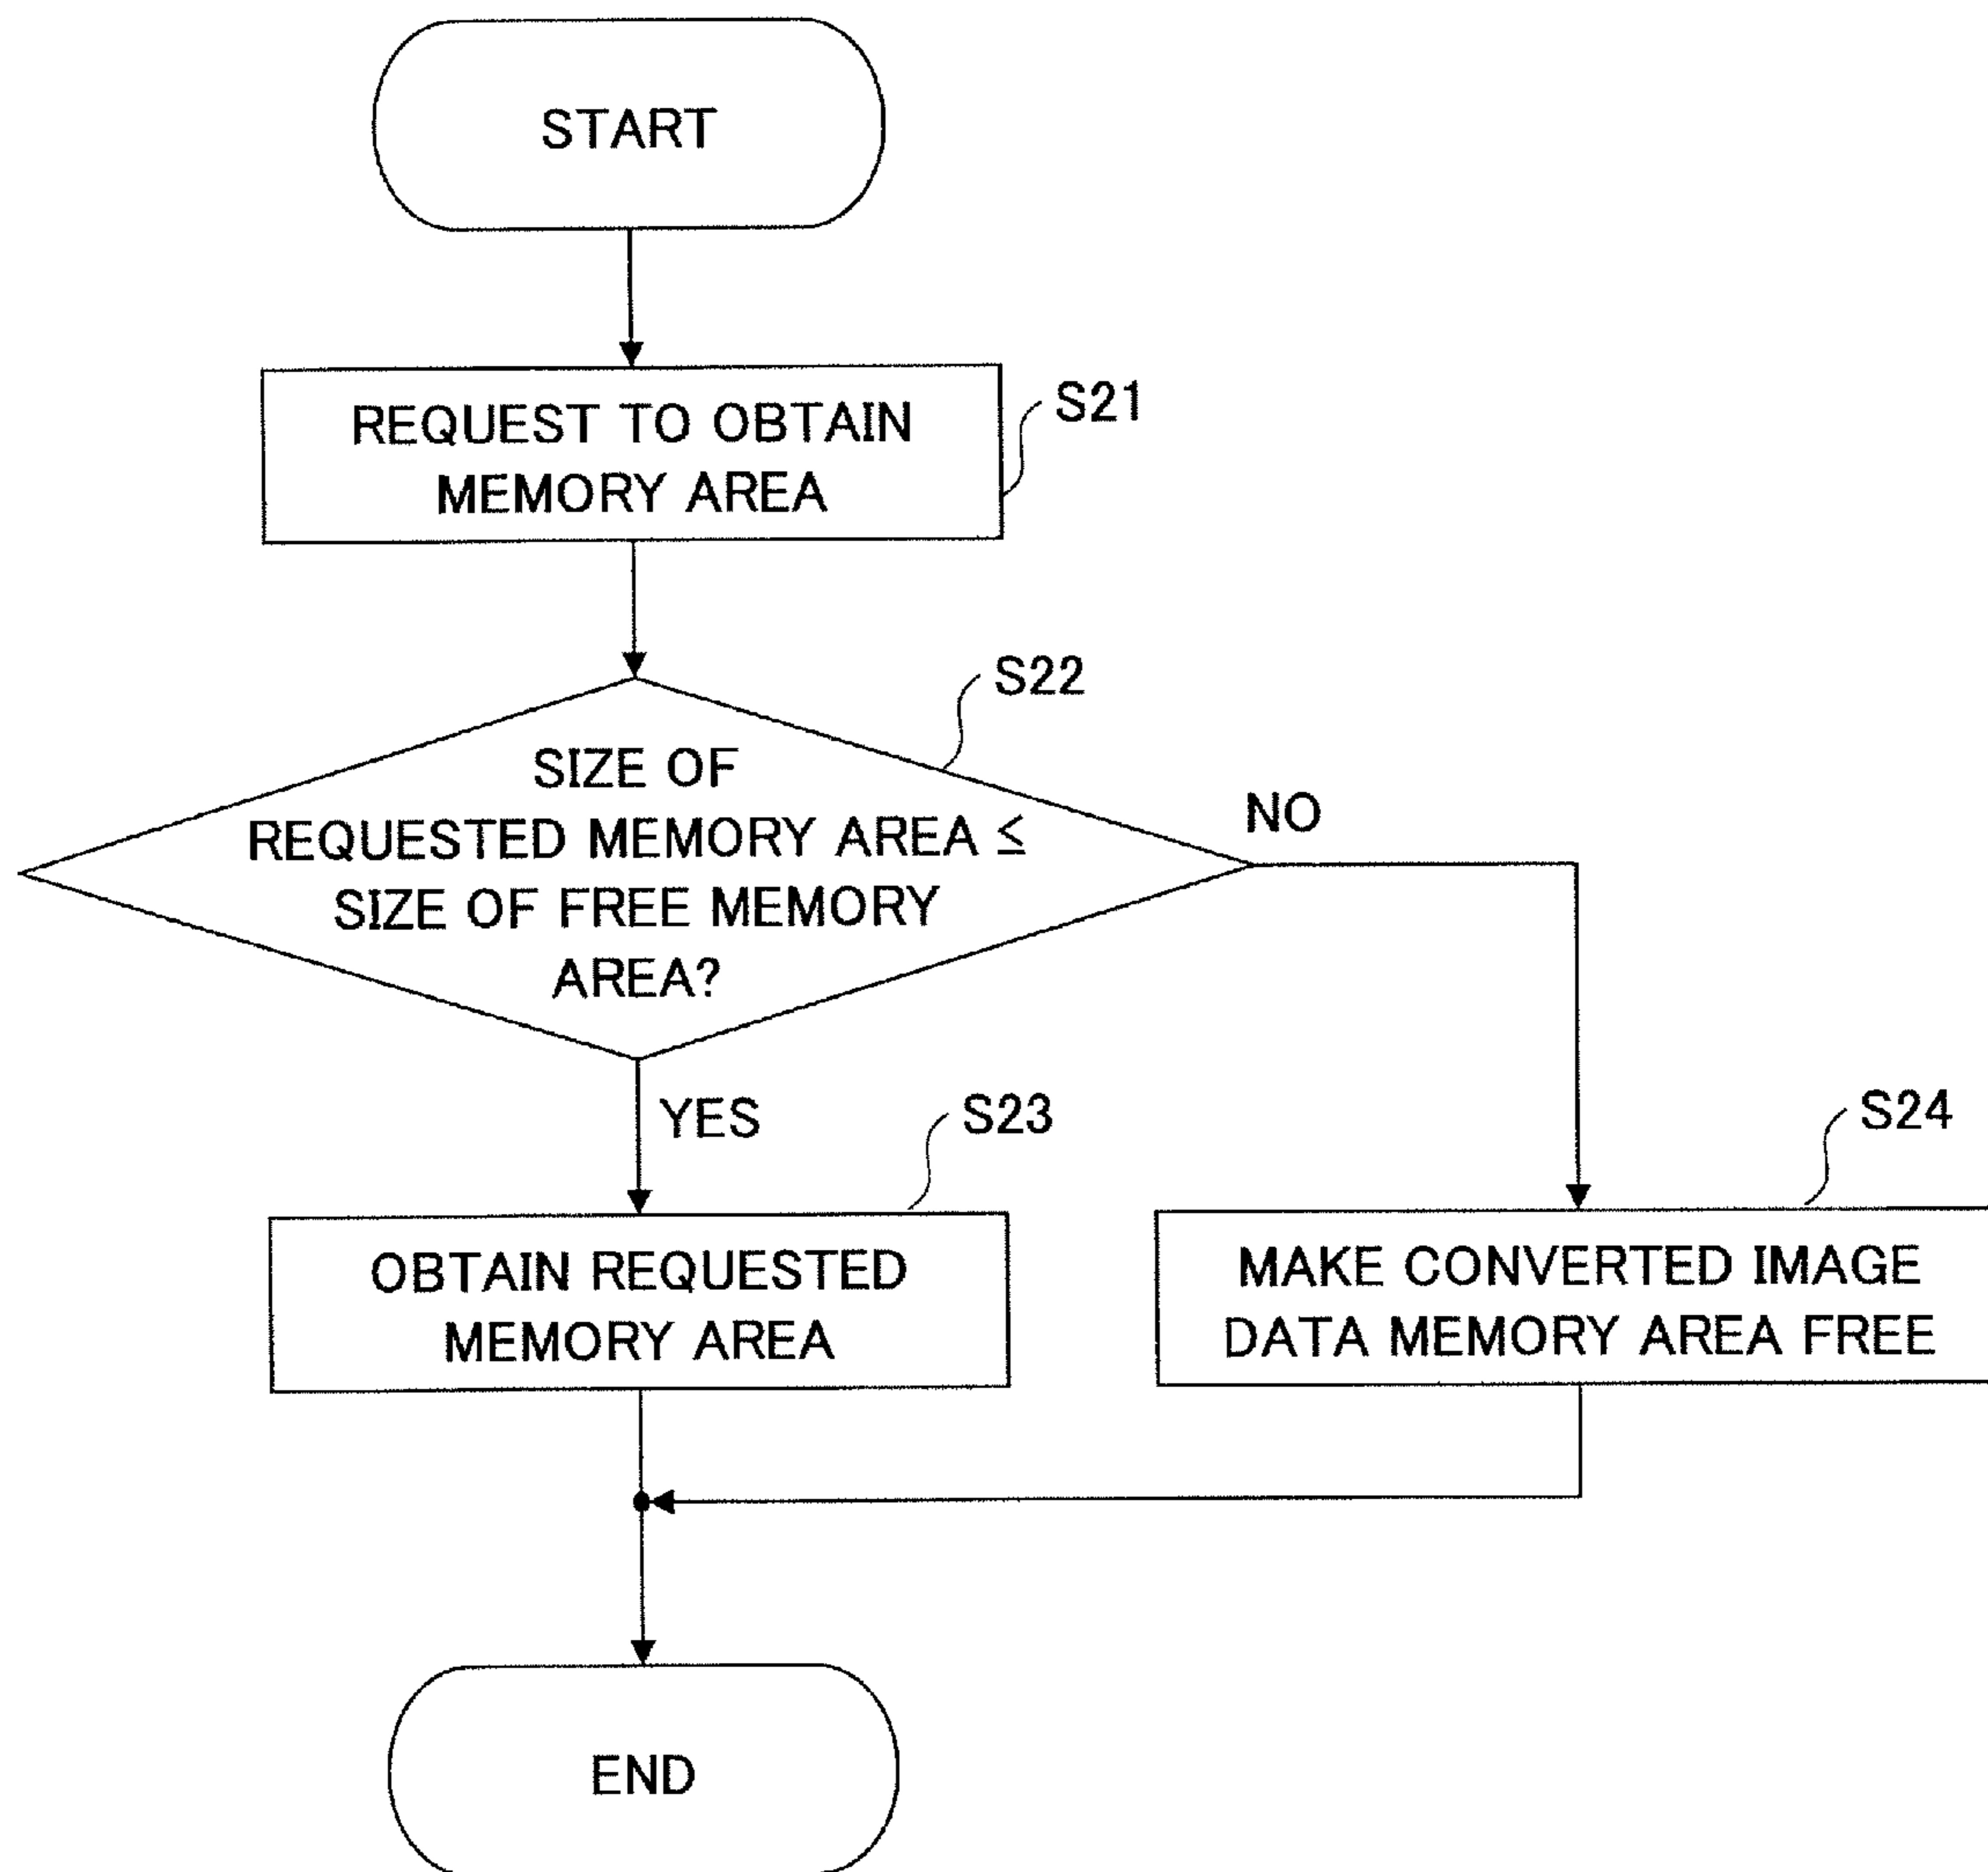 START
REQUEST TO OBTAIN
MEMORY AREA
S21
S22
SIZE OF
REQUESTED MEMORY AREA ≤
SIZE OF FREE MEMORY
AREA?
NO
YES
S23
OBTAIN REQUESTED
MEMORY AREA
S24
MAKE CONVERTED IMAGE
DATA MEMORY AREA FREE
END